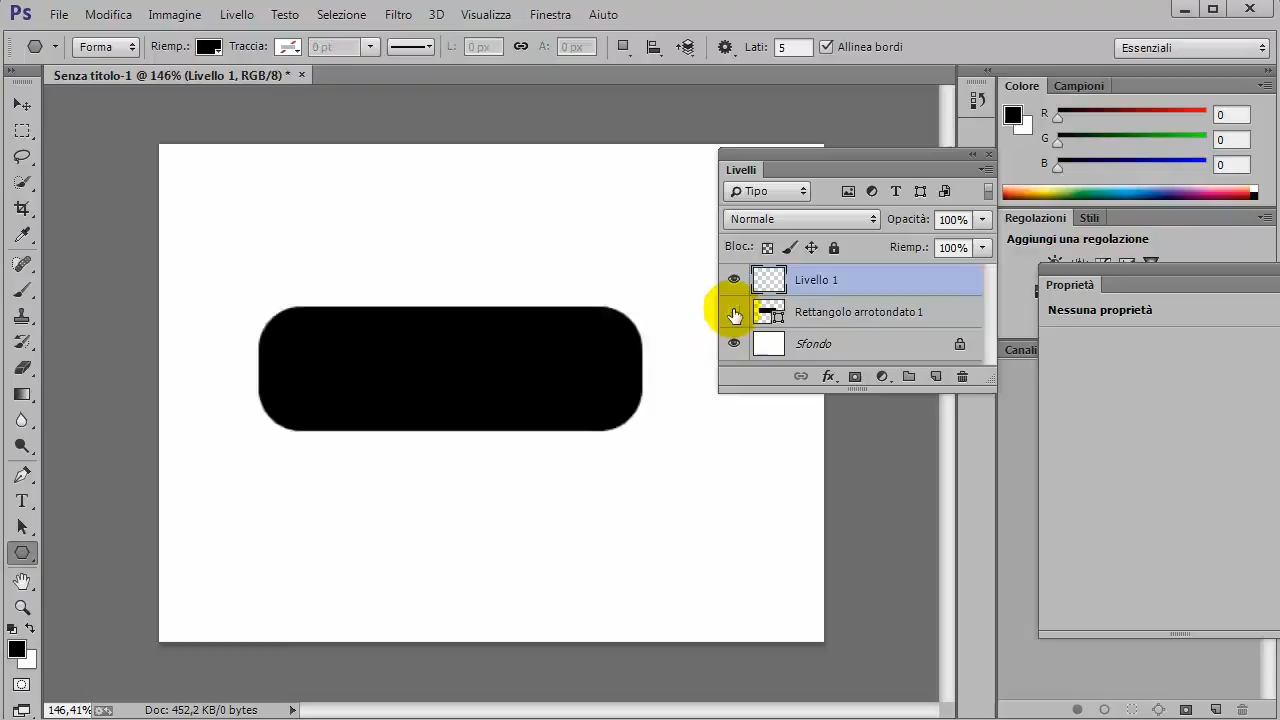 Ps File Modifica Immagine Livello Testo Selezione Filtro 3D Visualizza Finestra Aiuto
Forma Riemp.: Traccia: 0 pt L: 0 px A: 0 px Lati: 5 Allinea bordi Essenziali
Senza titolo-1 @ 146% (Livello 1, RGB/8) * ×
Colore Campioni
R 0
G 0
B 0
Livelli
Tipo
Normale Opacità: 100%
Bloc.: Riemp.: 100%
Livello 1
Rettangolo arrotondato 1
Sfondo
fx
Regolazioni Stili
Aggiungi una regolazione
Proprietà
Nessuna proprietà
Canali
T
146,41% Doc: 452,2 KB/0 bytes